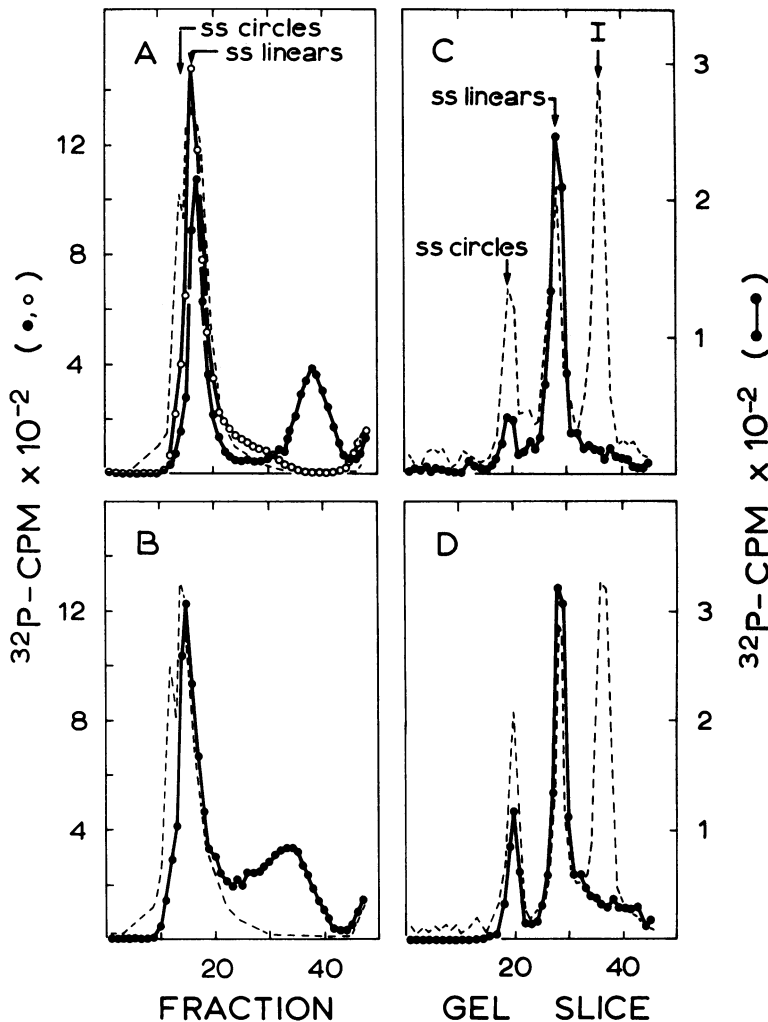 A
ss circles
ss linears
12
8
4
C
I
ss linears
ss circles
3
2
1
B
12
8
4
20
40
D
3
2
1
20
40
FRACTION
GEL SLICE
32P-CPM x 10-2 (●,○)
32P-CPM x 10-2 (●—●)